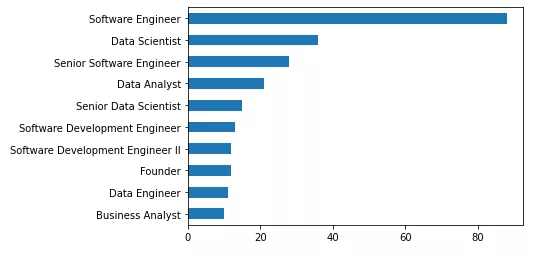 Software Engineer
Data Scientist
Senior Software Engineer
Data Analyst
Senior Data Scientist
Software Development Engineer
Software Development Engineer II
Founder
Data Engineer
Business Analyst
0 20 40 60 80